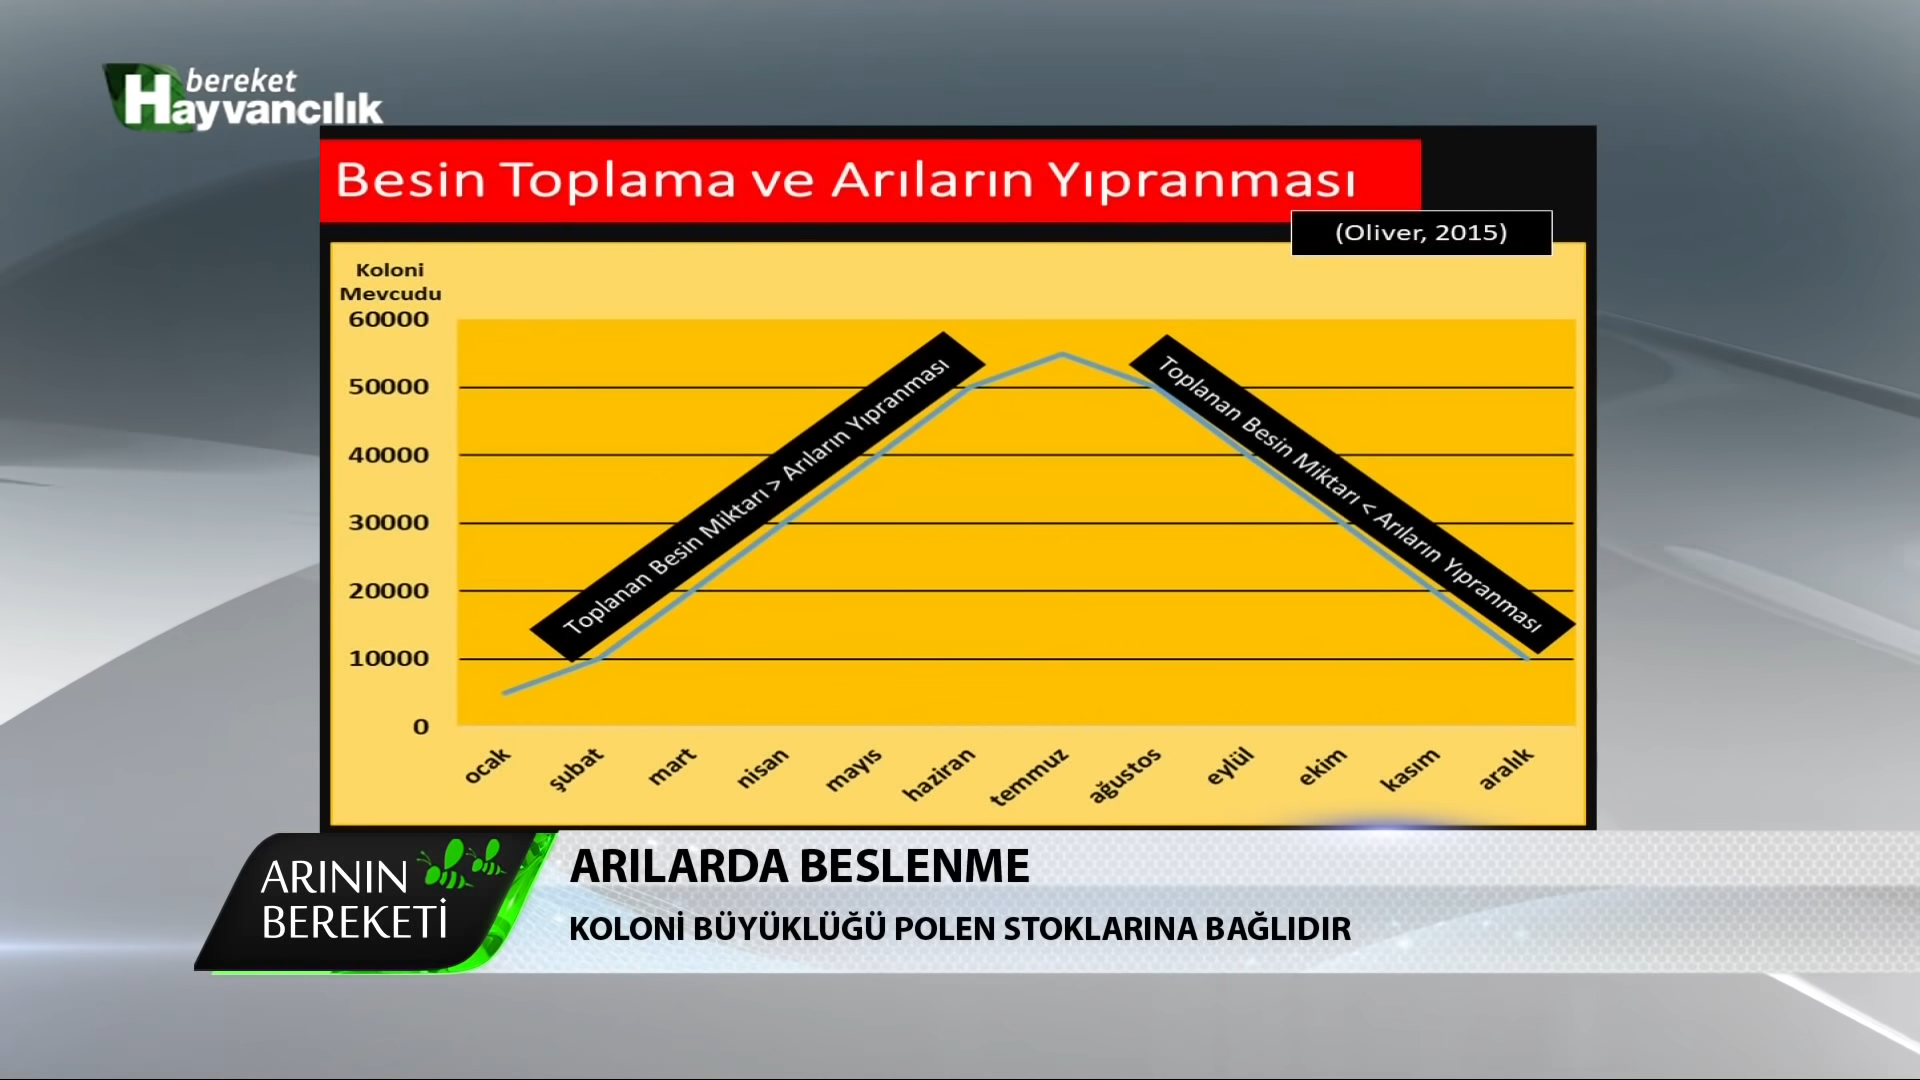 bereket
Hayvancılık
Besin Toplama ve Arıların Yıpranması
(Oliver, 2015)
Koloni
Mevcudu
60000
50000
40000
30000
20000
10000
0
Toplanan Besin Miktarı > Arıların Yıpranması
Toplanan Besin Miktarı < Arıların Yıpranması
ocak
şubat
mart
nisan
mayıs
haziran
temmuz
ağustos
eylül
ekim
kasım
aralık
ARININ
BEREKETİ
ARILARDA BESLENME
KOLONİ BÜYÜKLÜĞÜ POLEN STOKLARINA BAĞLIDIR